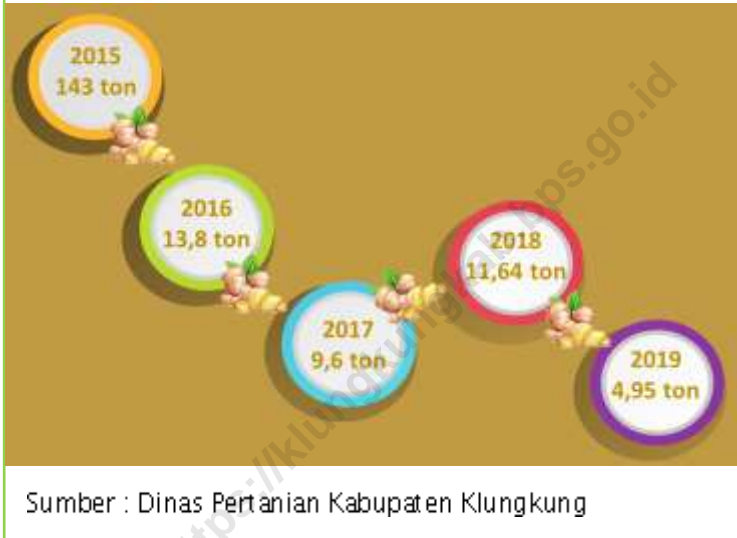 2015
143 ton
2016
13,8 ton
2017
9,6 ton
2018
11,64 ton
2019
4,95 ton
Sumber : Dinas Pertanian Kabupaten Klungkung